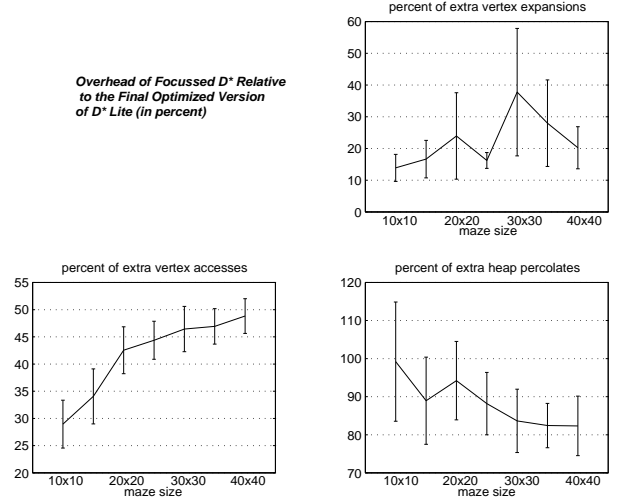 percent of extra vertex expansions
Overhead of Focussed D* Relative
to the Final Optimized Version
of D* Lite (in percent)
60
50
40
30
20
10
0
10x10 20x20 30x30 40x40
maze size
percent of extra vertex accesses
55
50
45
40
35
30
25
20
10x10 20x20 30x30 40x40
maze size
percent of extra heap percolates
120
110
100
90
80
70
10x10 20x20 30x30 40x40
maze size